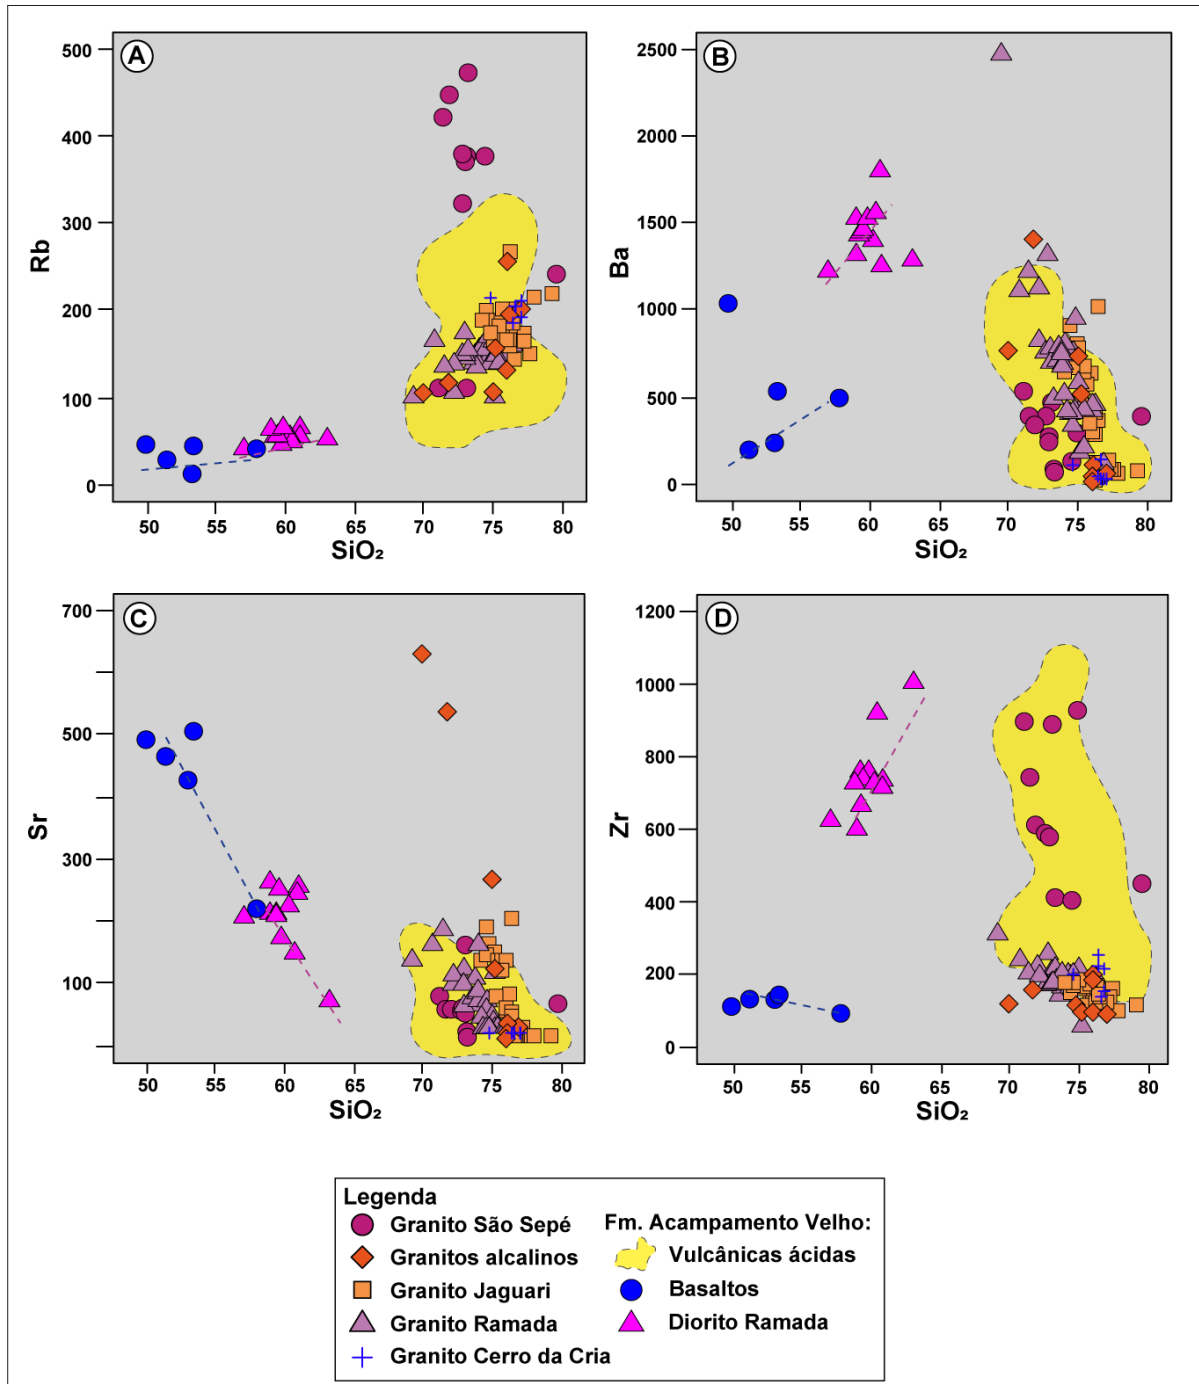 A
500
400
300
200
100
0
Rb
50
55
60
65
70
75
80
SiO₂
B
2500
2000
1500
1000
500
0
Ba
50
55
60
65
70
75
80
SiO₂
C
700
500
300
100
Sr
50
55
60
65
70
75
80
SiO₂
D
1200
1000
800
600
400
200
0
Zr
50
55
60
65
70
75
80
SiO₂
Legenda
Granito São Sepé
Granitos alcalinos
Granito Jaguari
Granito Ramada
Granito Cerro da Cria
Fm. Acampamento Velho:
Vulcânicas ácidas
Basaltos
Diorito Ramada